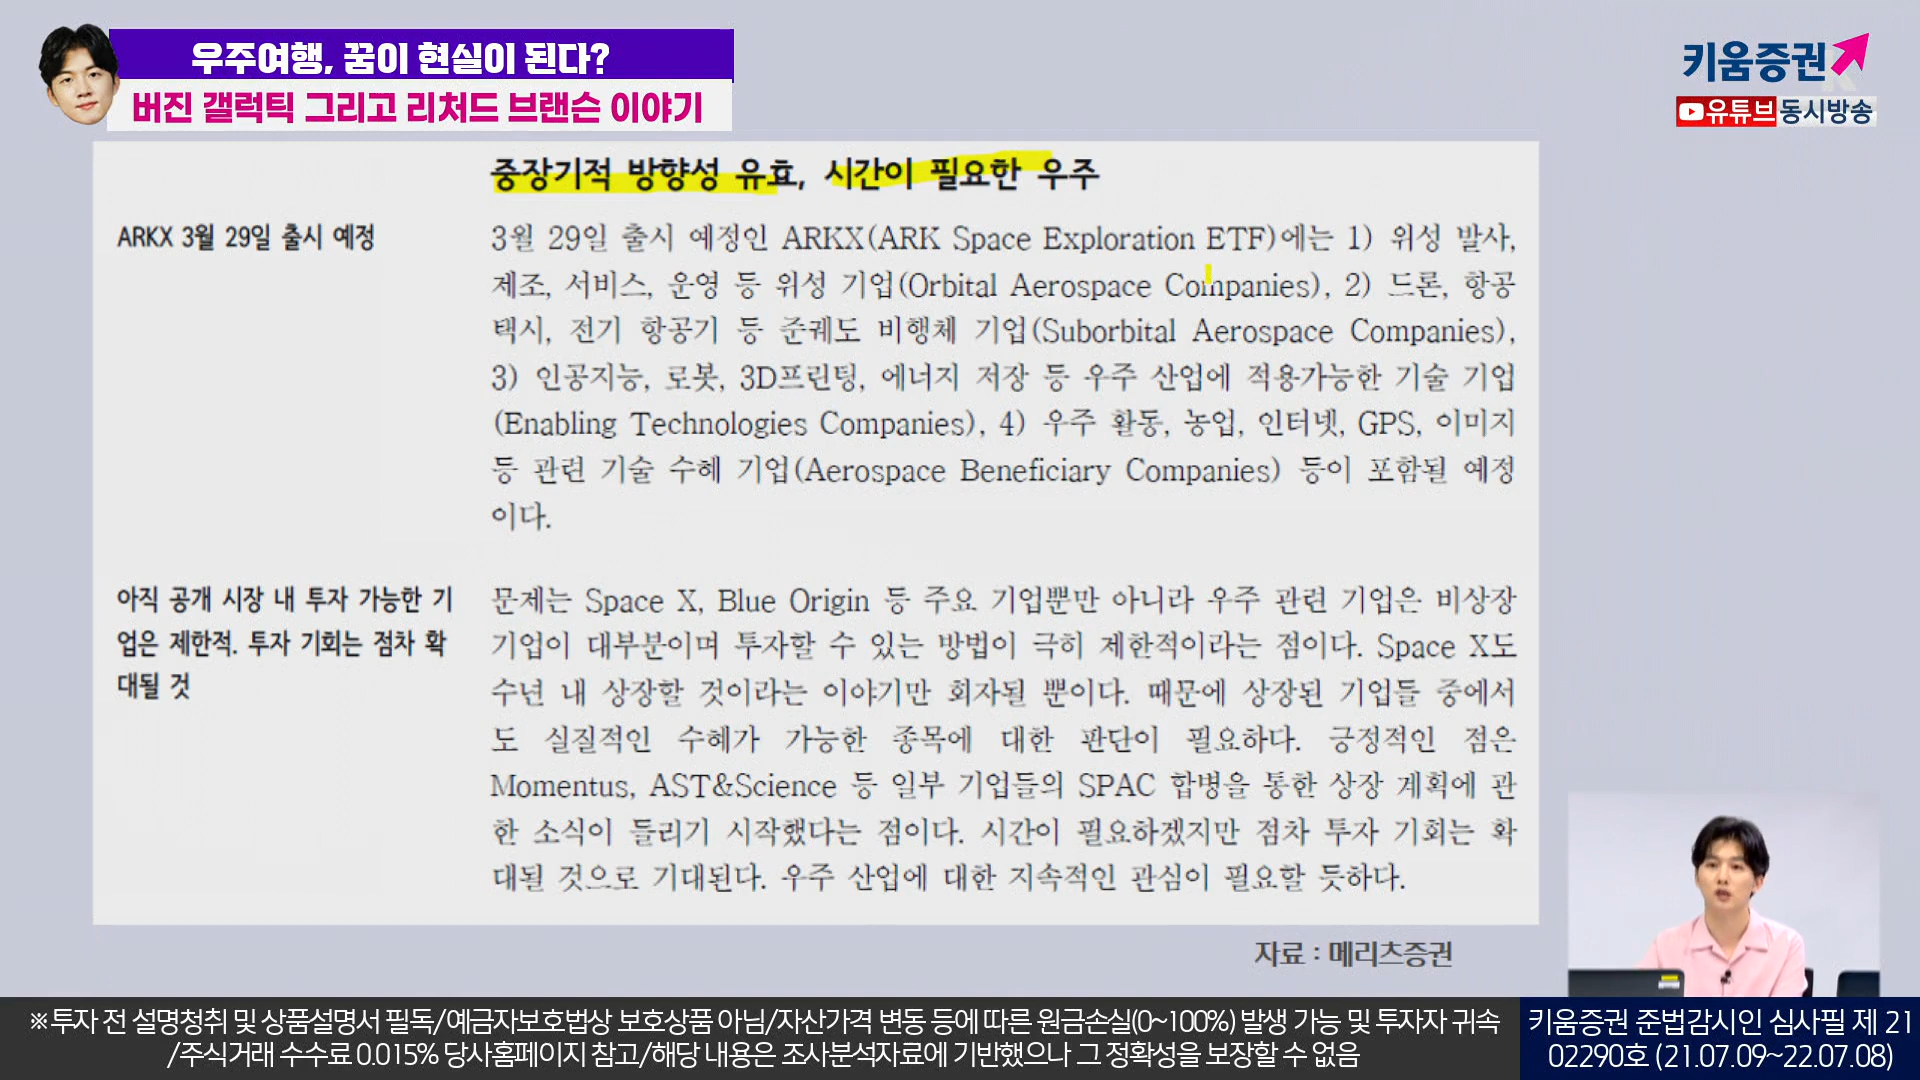 우주여행, 꿈이 현실이 된다?
버진 갤럭틱 그리고 리처드 브랜슨 이야기
키움증권
유튜브 동시방송
중장기적 방향성 유효, 시간이 필요한 우주
ARKX 3월 29일 출시 예정
3월 29일 출시 예정인 ARKX(ARK Space Exploration ETF)에는 1) 위성 발사,
제조, 서비스, 운영 등 위성 기업(Orbital Aerospace Companies), 2) 드론, 항공
택시, 전기 항공기 등 준궤도 비행체 기업(Suborbital Aerospace Companies),
3) 인공지능, 로봇, 3D프린팅, 에너지 저장 등 우주 산업에 적용가능한 기술 기업
(Enabling Technologies Companies), 4) 우주 활동, 농업, 인터넷, GPS, 이미지
등 관련 기술 수혜 기업(Aerospace Beneficiary Companies) 등이 포함될 예정
이다.
아직 공개 시장 내 투자 가능한 기
업은 제한적. 투자 기회는 점차 확
대될 것
문제는 Space X, Blue Origin 등 주요 기업뿐만 아니라 우주 관련 기업은 비상장
기업이 대부분이며 투자할 수 있는 방법이 극히 제한적이라는 점이다. Space X도
수년 내 상장할 것이라는 이야기만 회자될 뿐이다. 때문에 상장된 기업들 중에서
도 실질적인 수혜가 가능한 종목에 대한 판단이 필요하다. 긍정적인 점은
Momentus, AST&Science 등 일부 기업들의 SPAC 합병을 통한 상장 계획에 관
한 소식이 들리기 시작했다는 점이다. 시간이 필요하겠지만 점차 투자 기회는 확
대될 것으로 기대된다. 우주 산업에 대한 지속적인 관심이 필요할 듯하다.
자료 : 메리츠증권
※투자 전 설명청취 및 상품설명서 필독/예금자보호법상 보호상품 아님/자산가격 변동 등에 따른 원금손실(0~100%) 발생 가능 및 투자자 귀속
/주식거래 수수료 0.015% 당사홈페이지 참고/해당 내용은 조사분석자료에 기반했으나 그 정확성을 보장할 수 없음
키움증권 준법감시인 심사필 제 21
02290호 (21.07.09~22.07.08)